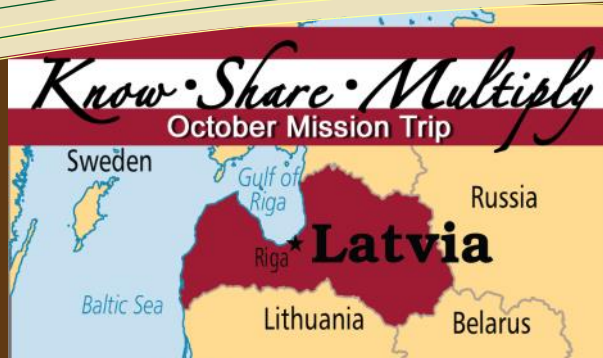 Know • Share • Multiply
October Mission Trip
Sweden
Gulf of
Riga
Russia
Riga ★ Latvia
Baltic Sea
Lithuania
Belarus